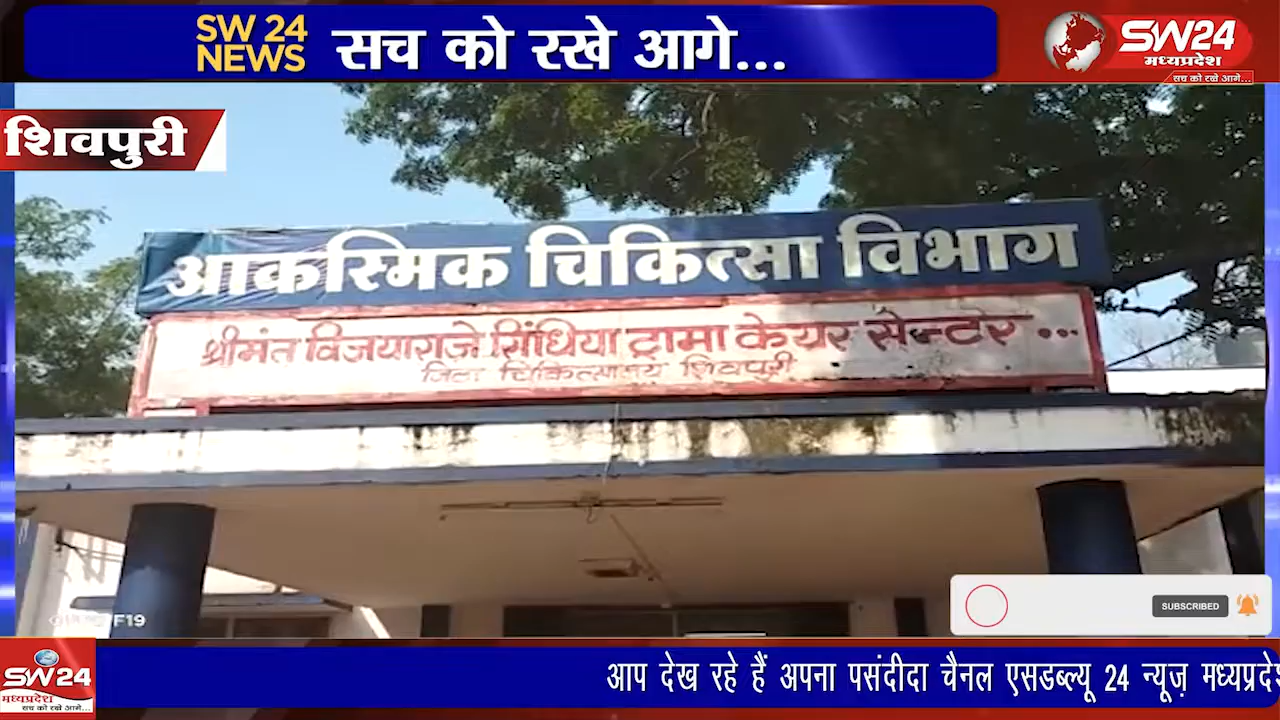 SW 24
NEWS
सच को रखे आगे...
SW24
मध्यप्रदेश
सच को रखे आगे...
शिवपुरी
आकस्मिक चिकित्सा विभाग
श्रीमंत विजयाराजे सिंधिया ट्रामा केयर सेन्टर ...
जिला चिकित्सालय शिवपुरी
F19
SUBSCRIBED
SW24
मध्यप्रदेश
सच को रखे आगे...
आप देख रहे हैं अपना पसंदीदा चैनल एसडब्ल्यू 24 न्यूज़ मध्यप्रदेश